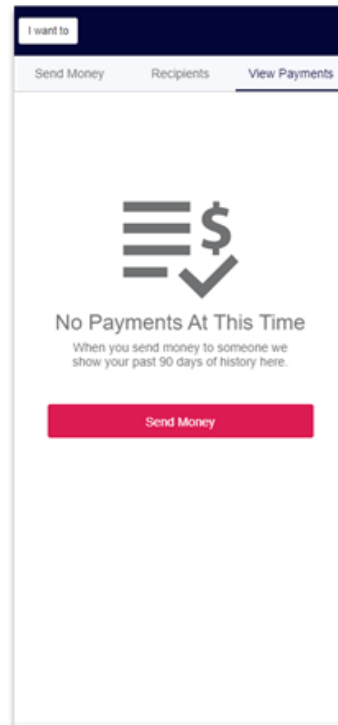 I want to
Send Money Recipients View Payments
$
No Payments At This Time
When you send money to someone we
show your past 90 days of history here.
Send Money